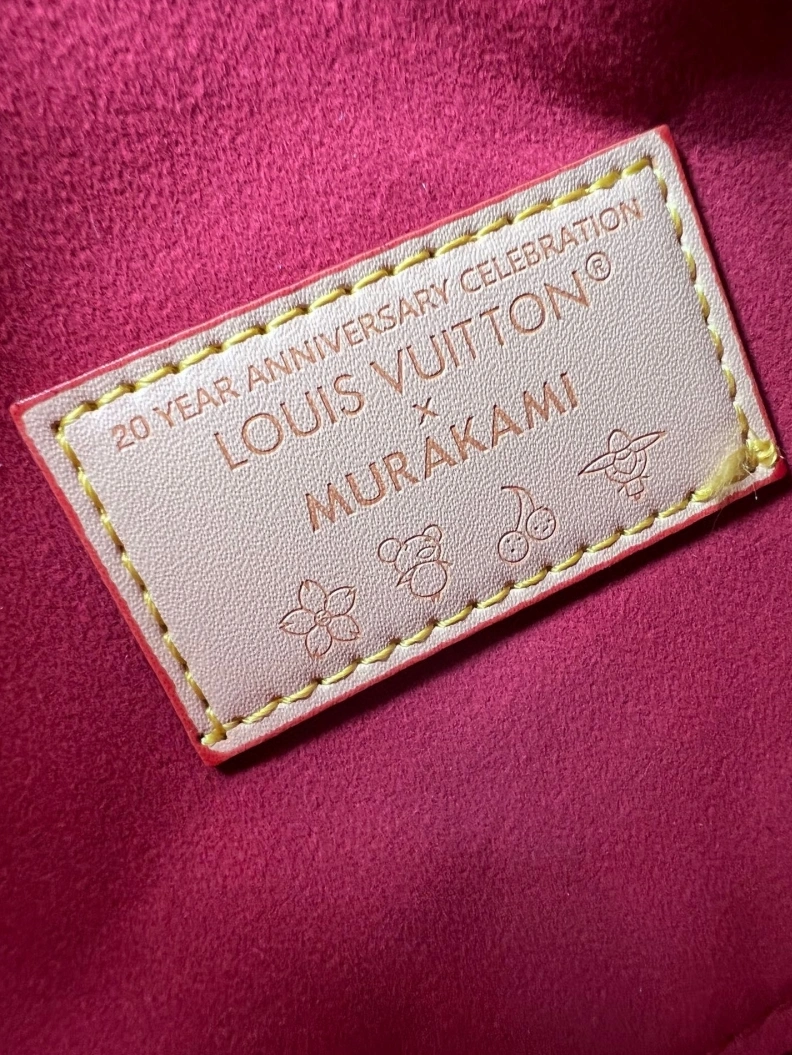 20 YEAR ANNIVERSARY CELEBRATION
LOUIS VUITTON®
x
MURAKAMI